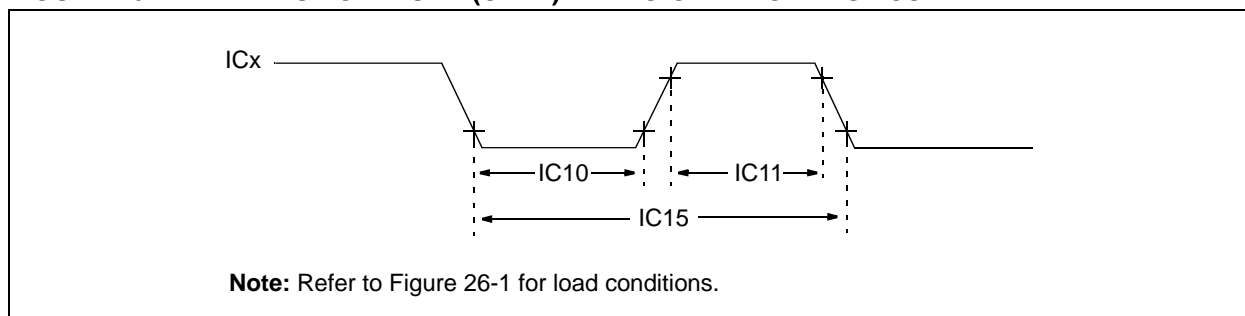 ICx
IC10
IC11
IC15
Note: Refer to Figure 26-1 for load conditions.